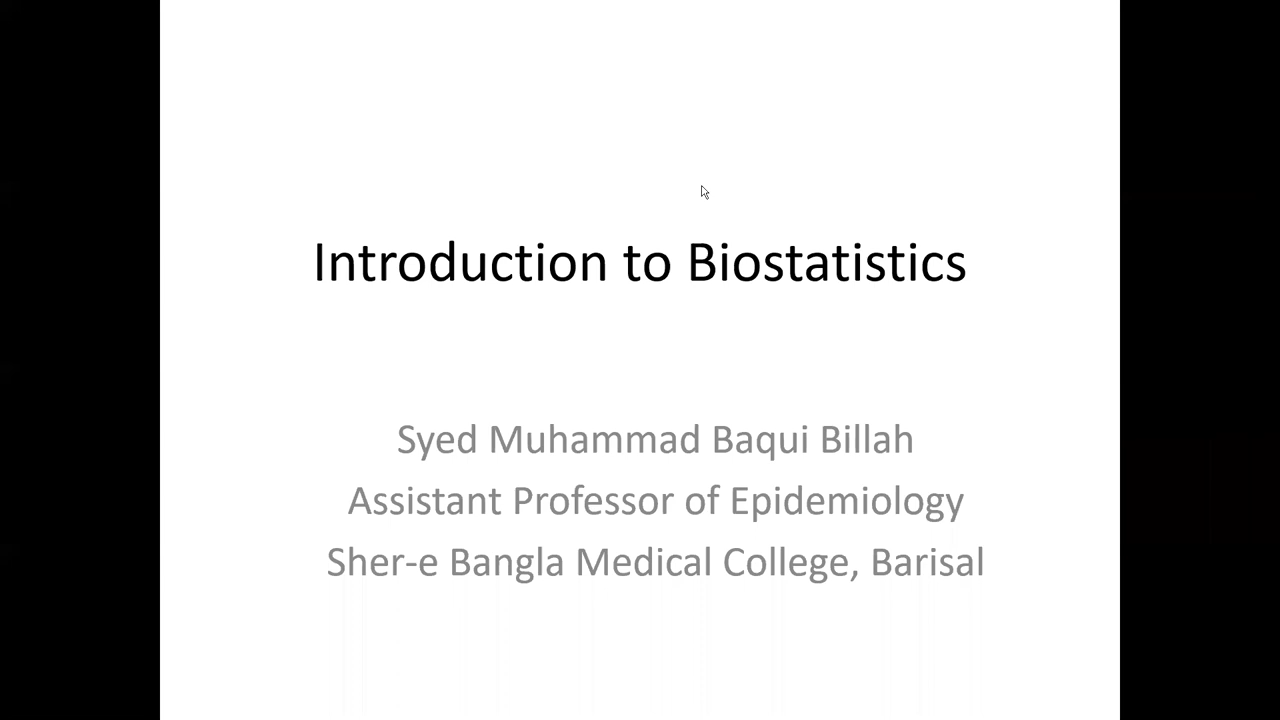 Introduction to Biostatistics
Syed Muhammad Baqui Billah
Assistant Professor of Epidemiology
Sher-e Bangla Medical College, Barisal